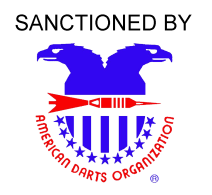 SANCTIONED BY
AMERICAN DARTS ORGANIZATION
®